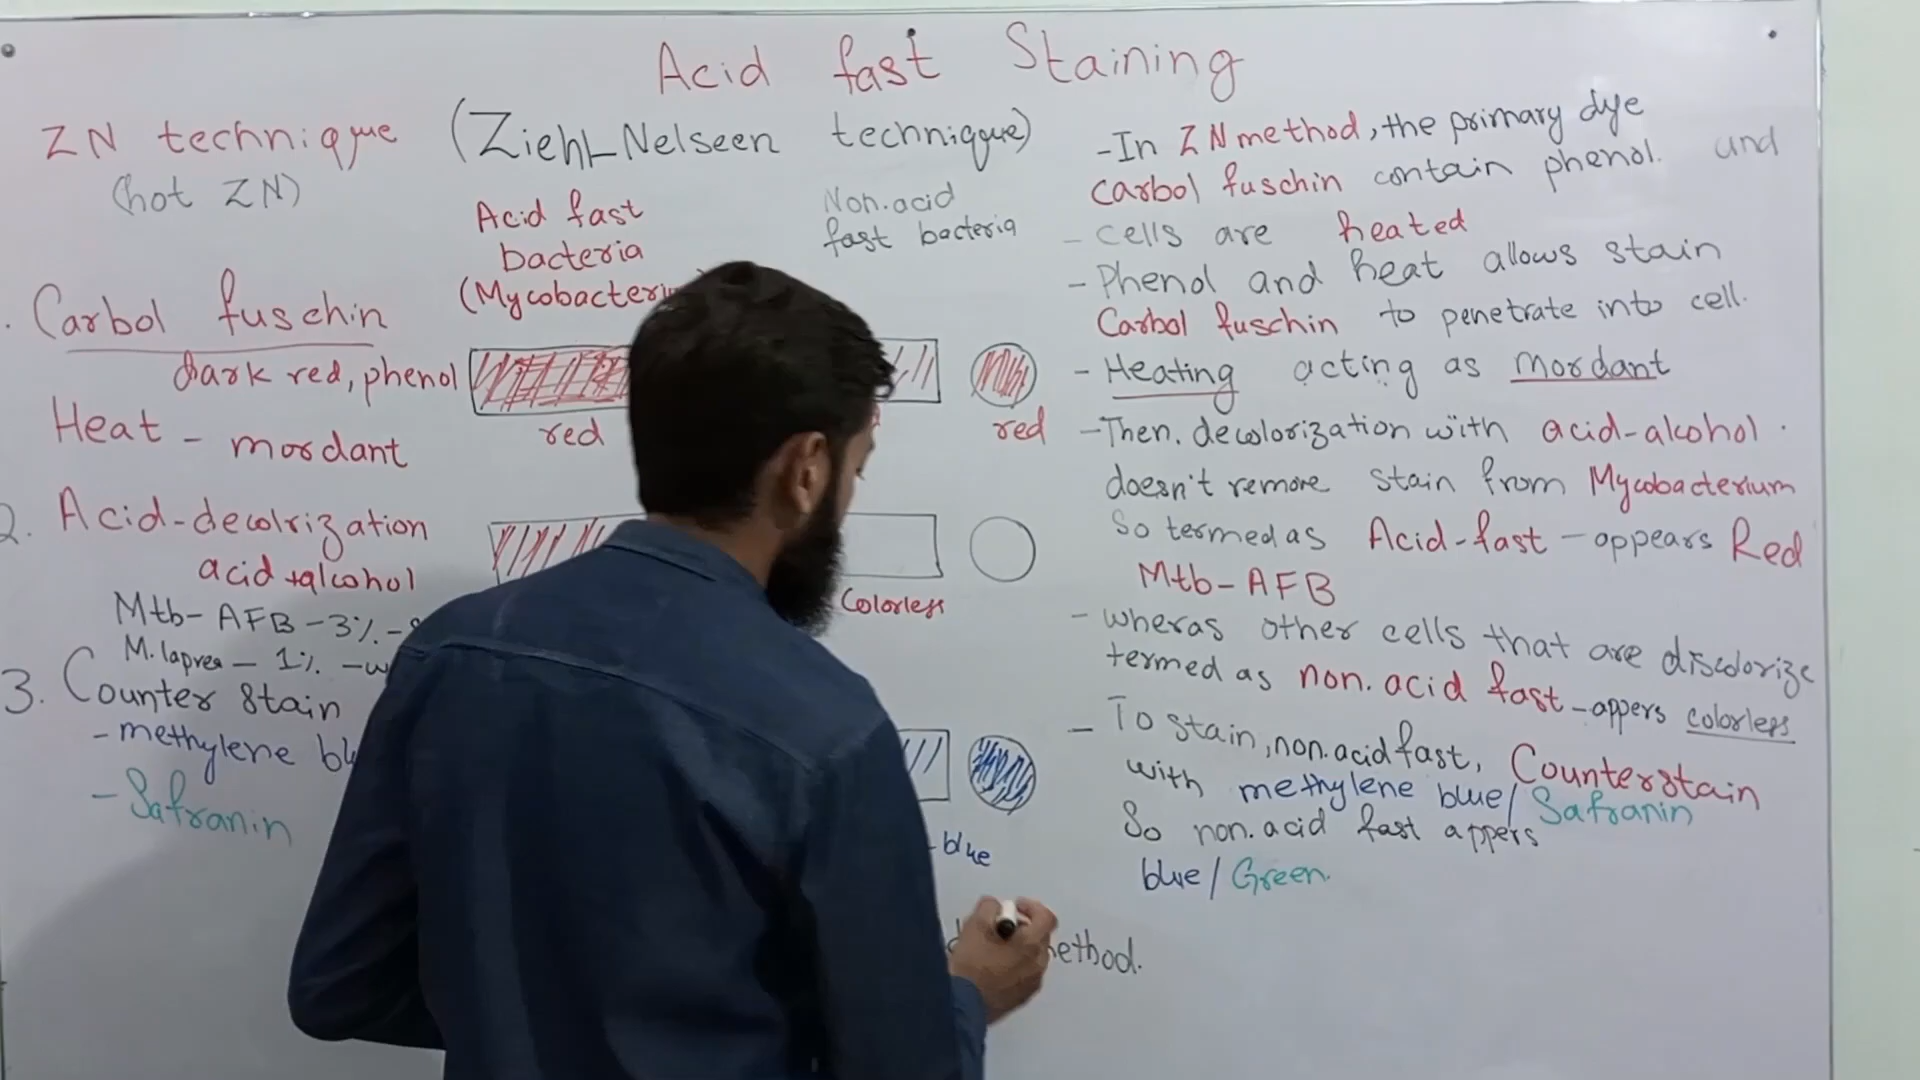 Acid fast Staining
ZN technique (Ziehl-Nelseen technique)
(hot ZN)
Acid fast
bacteria
Non.acid
fast bacteria
Carbol fuschin
dark red, phenol
red
red
Heat - mordant
2. Acid-decolrization
acid+alcohol
Colorless
Mtb- AFB - 3%. -
M. laprea - 1%. -
3. Counter stain
- methylene
- Safranin
- blue
method.
- In ZN method, the primary dye
Carbol fuschin contain phenol. and
- cells are heated
- Phenol and heat allows stain
Carbol fuschin to penetrate into cell.
- Heating acting as Mordant
- Then. decolorization with acid-alkohol.
doesn't remove stain from Mycobacterium
So termed as Acid-fast - appears Red
Mtb- AFB
- wheras other cells that are discolorize
termed as non.acid fast - appers colorless
- To stain, non.acid fast, Counterstain
with methylene blue/ Safranin
So non.acid fast appers
blue / Green.